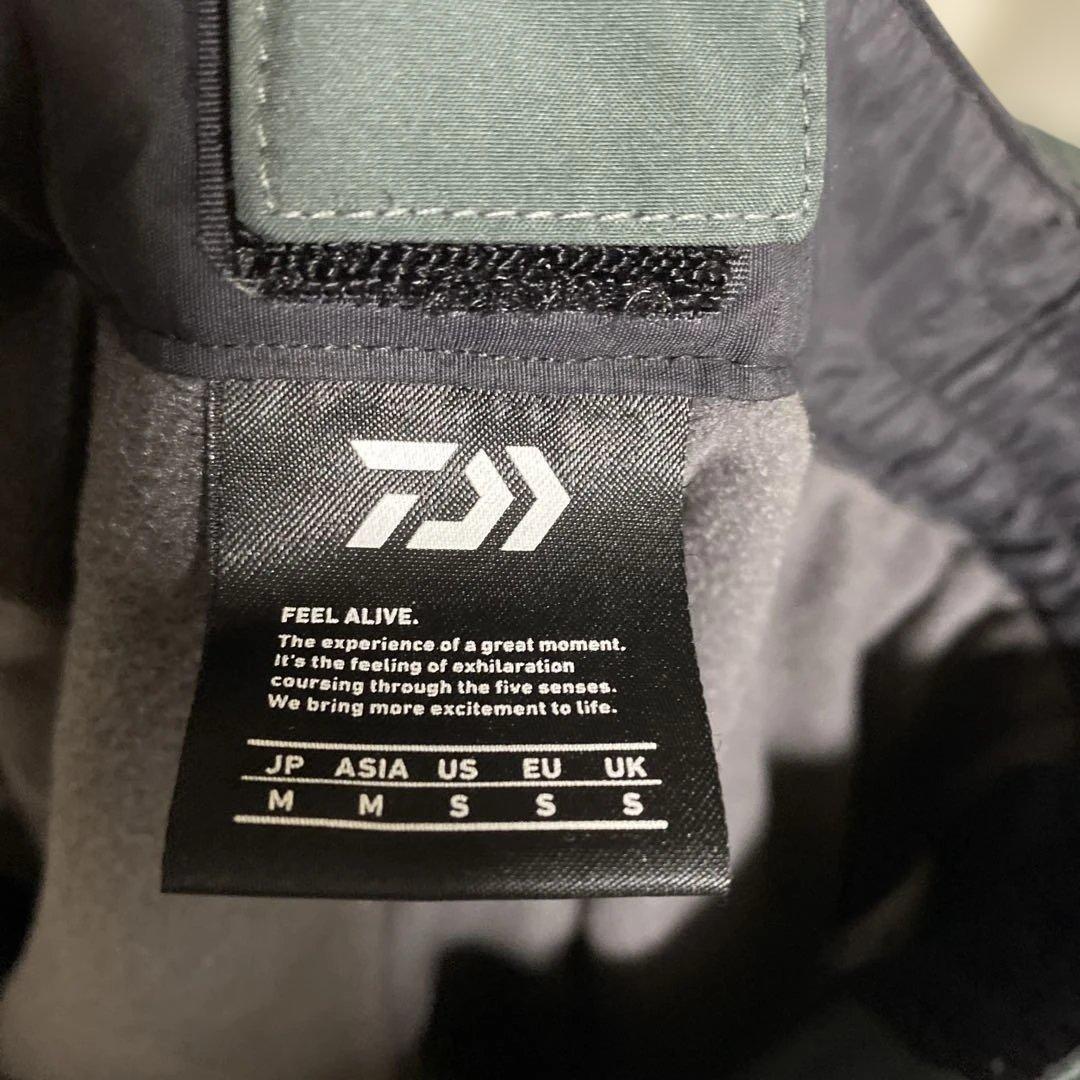 FEEL ALIVE.
The experience of a great moment.
It's the feeling of exhilaration
coursing through the five senses.
We bring more excitement to life.
JP ASIA US EU UK
M M S S S